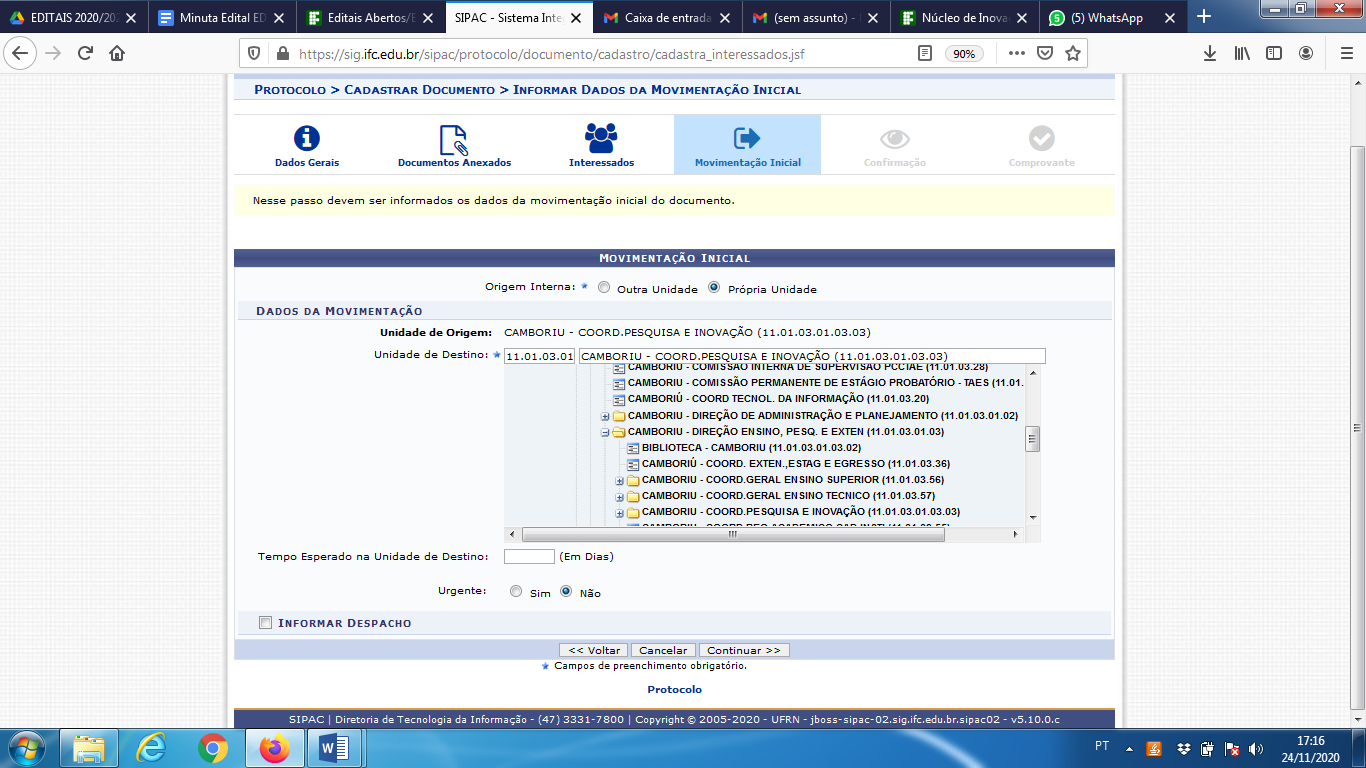 EDITAIS 2020/202
Minuta Edital ED
Editais Abertos/E
SIPAC - Sistema Inte
Caixa de entrada
(sem assunto) -
Núcleo de Inova
(5) WhatsApp
https://sig.ifc.edu.br/sipac/protocolo/documento/cadastro/cadastra_interessados.jsf
90%
Protocolo > Cadastrar Documento > Informar Dados da Movimentação Inicial
Dados Gerais
Documentos Anexados
Interessados
Movimentação Inicial
Confirmação
Comprovante
Nesse passo devem ser informados os dados da movimentação inicial do documento.
Movimentação Inicial
Origem Interna: Outra Unidade Própria Unidade
Dados da Movimentação
Unidade de Origem: CAMBORIU - COORD.PESQUISA E INOVAÇÃO (11.01.03.01.03.03)
Unidade de Destino: 11.01.03.01 CAMBORIU - COORD.PESQUISA E INOVAÇÃO (11.01.03.01.03.03)
CAMBORIU - COMISSÃO INTERNA DE SUPERVISÃO PCCTAE (11.01.03.28)
CAMBORIU - COMISSÃO PERMANENTE DE ESTÁGIO PROBATÓRIO - TAES (11.01.
CAMBORIÚ - COORD TECNOL. DA INFORMAÇÃO (11.01.03.20)
CAMBORIU - DIREÇÃO DE ADMINISTRAÇÃO E PLANEJAMENTO (11.01.03.01.02)
CAMBORIU - DIREÇÃO ENSINO, PESQ. E EXTEN (11.01.03.01.03)
BIBLIOTECA - CAMBORIU (11.01.03.01.03.02)
CAMBORIÚ - COORD. EXTEN.,ESTAG E EGRESSO (11.01.03.36)
CAMBORIU - COORD.GERAL ENSINO SUPERIOR (11.01.03.56)
CAMBORIU - COORD.GERAL ENSINO TECNICO (11.01.03.57)
CAMBORIU - COORD.PESQUISA E INOVAÇÃO (11.01.03.01.03.03)
Tempo Esperado na Unidade de Destino: (Em Dias)
Urgente: Sim Não
Informar Despacho
<< Voltar Cancelar Continuar >>
Campos de preenchimento obrigatório.
Protocolo
SIPAC | Diretoria de Tecnologia da Informação - (47) 3331-7800 | Copyright © 2005-2020 - UFRN - jboss-sipac-02.sig.ifc.edu.br.sipac02 - v5.10.0.c
PT
17:16
24/11/2020